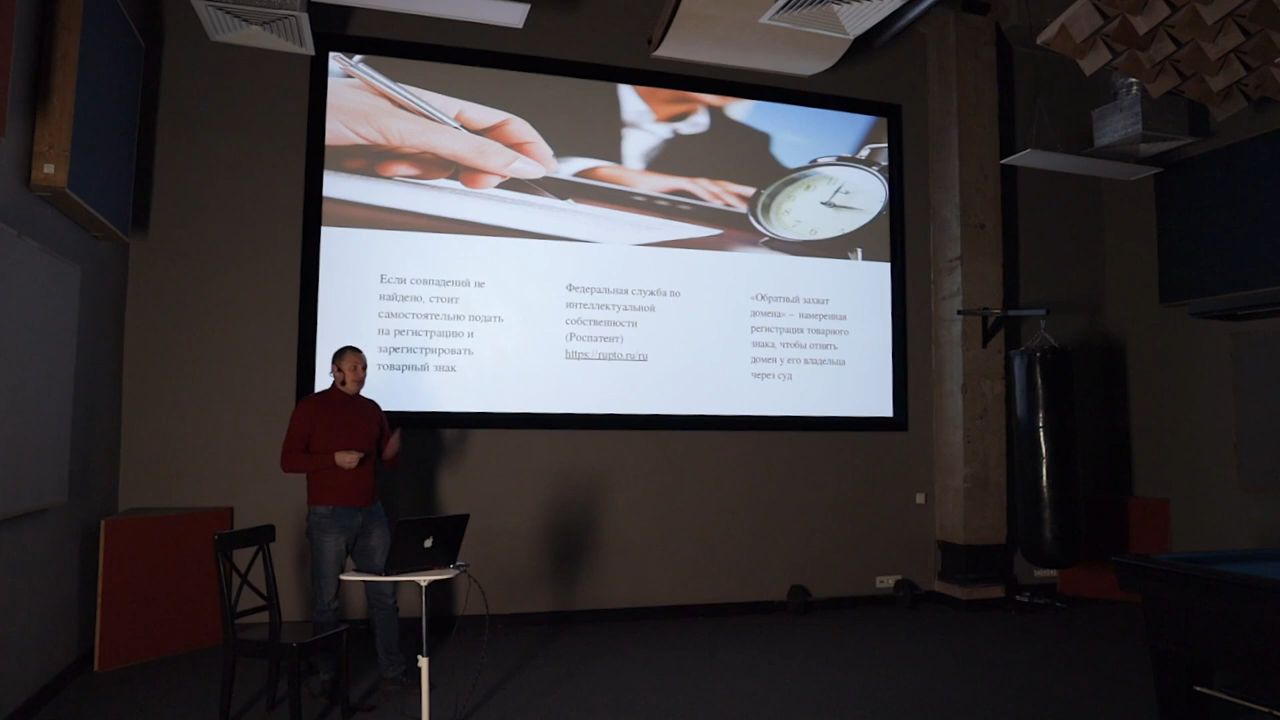 Если совпадений не
найдено, стоит
самостоятельно подать
на регистрацию и
зарегистрировать
товарный знак
Федеральная служба по
интеллектуальной
собственности
(Роспатент)
https://rupto.ru/ru
«Обратный захват
домена» – намеренная
регистрация товарного
знака, чтобы отнять
домен у его владельца
через суд